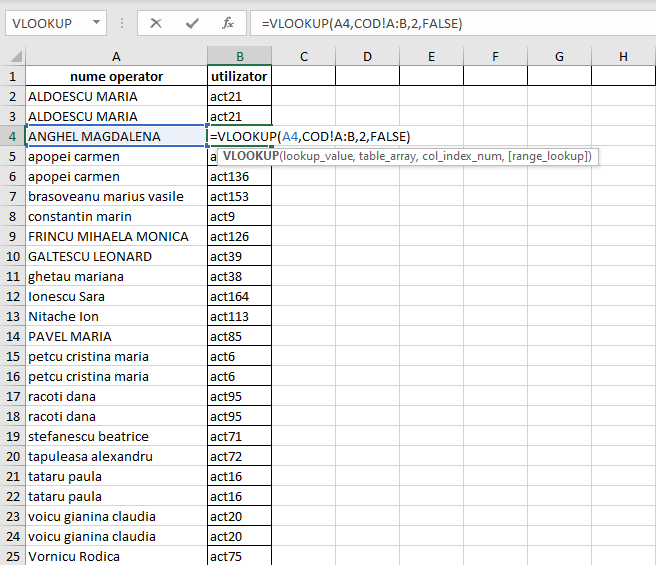 VLOOKUP fx =VLOOKUP(A4,COD!A:B,2,FALSE)
A B C D E F G H
1 nume operator utilizator
2 ALDOESCU MARIA act21
3 ALDOESCU MARIA act21
4 ANGHEL MAGDALENA =VLOOKUP(A4,COD!A:B,2,FALSE)
5 apopei carmen a VLOOKUP(lookup_value, table_array, col_index_num, [range_lookup])
6 apopei carmen act136
7 brasoveanu marius vasile act153
8 constantin marin act9
9 FRINCU MIHAELA MONICA act126
10 GALTESCU LEONARD act39
11 ghetau mariana act38
12 Ionescu Sara act164
13 Nitache Ion act113
14 PAVEL MARIA act85
15 petcu cristina maria act6
16 petcu cristina maria act6
17 racoti dana act95
18 racoti dana act95
19 stefanescu beatrice act71
20 tapuleasa alexandru act72
21 tataru paula act16
22 tataru paula act16
23 voicu gianina claudia act20
24 voicu gianina claudia act20
25 Vornicu Rodica act75